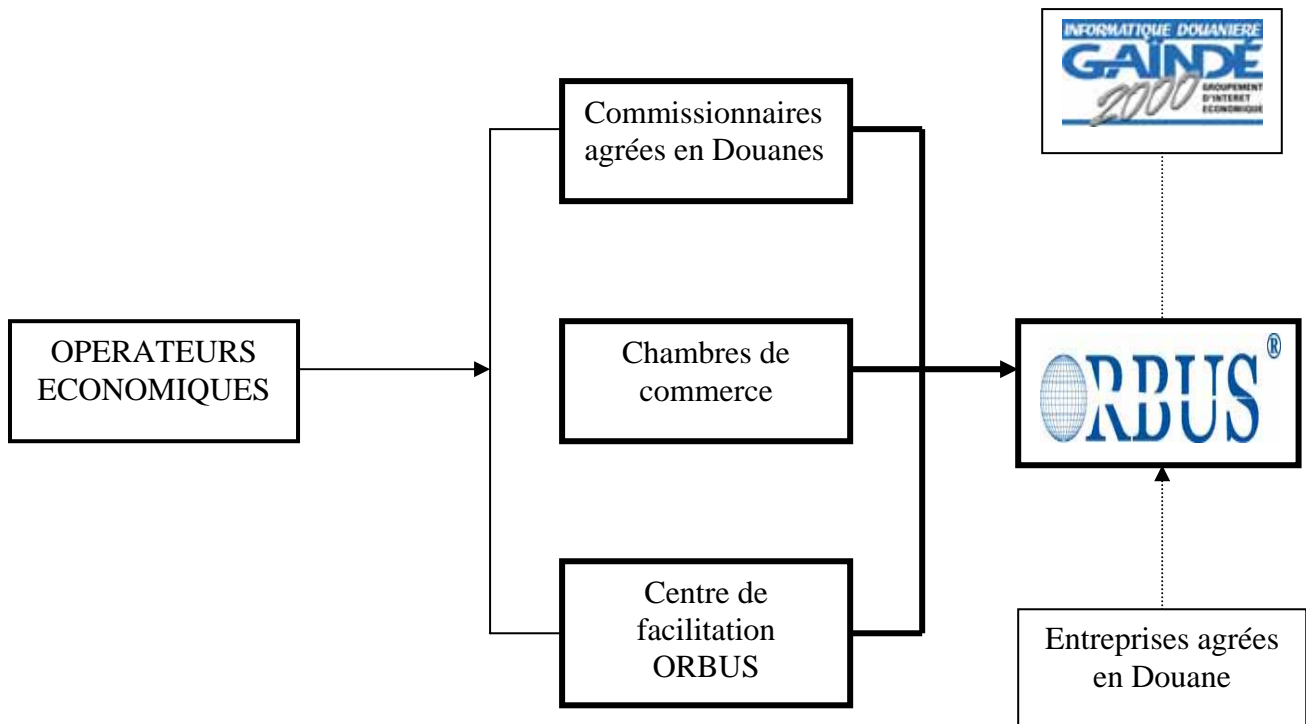 INFORMATIQUE DOUANIERE
GAÏNDÉ
2000
GROUPEMENT
D'INTERET
ECONOMIQUE
Commissionnaires
agrées en Douanes
OPERATEURS
ECONOMIQUES
Chambres de
commerce
ORBUS®
Centre de
facilitation
ORBUS
Entreprises agrées
en Douane